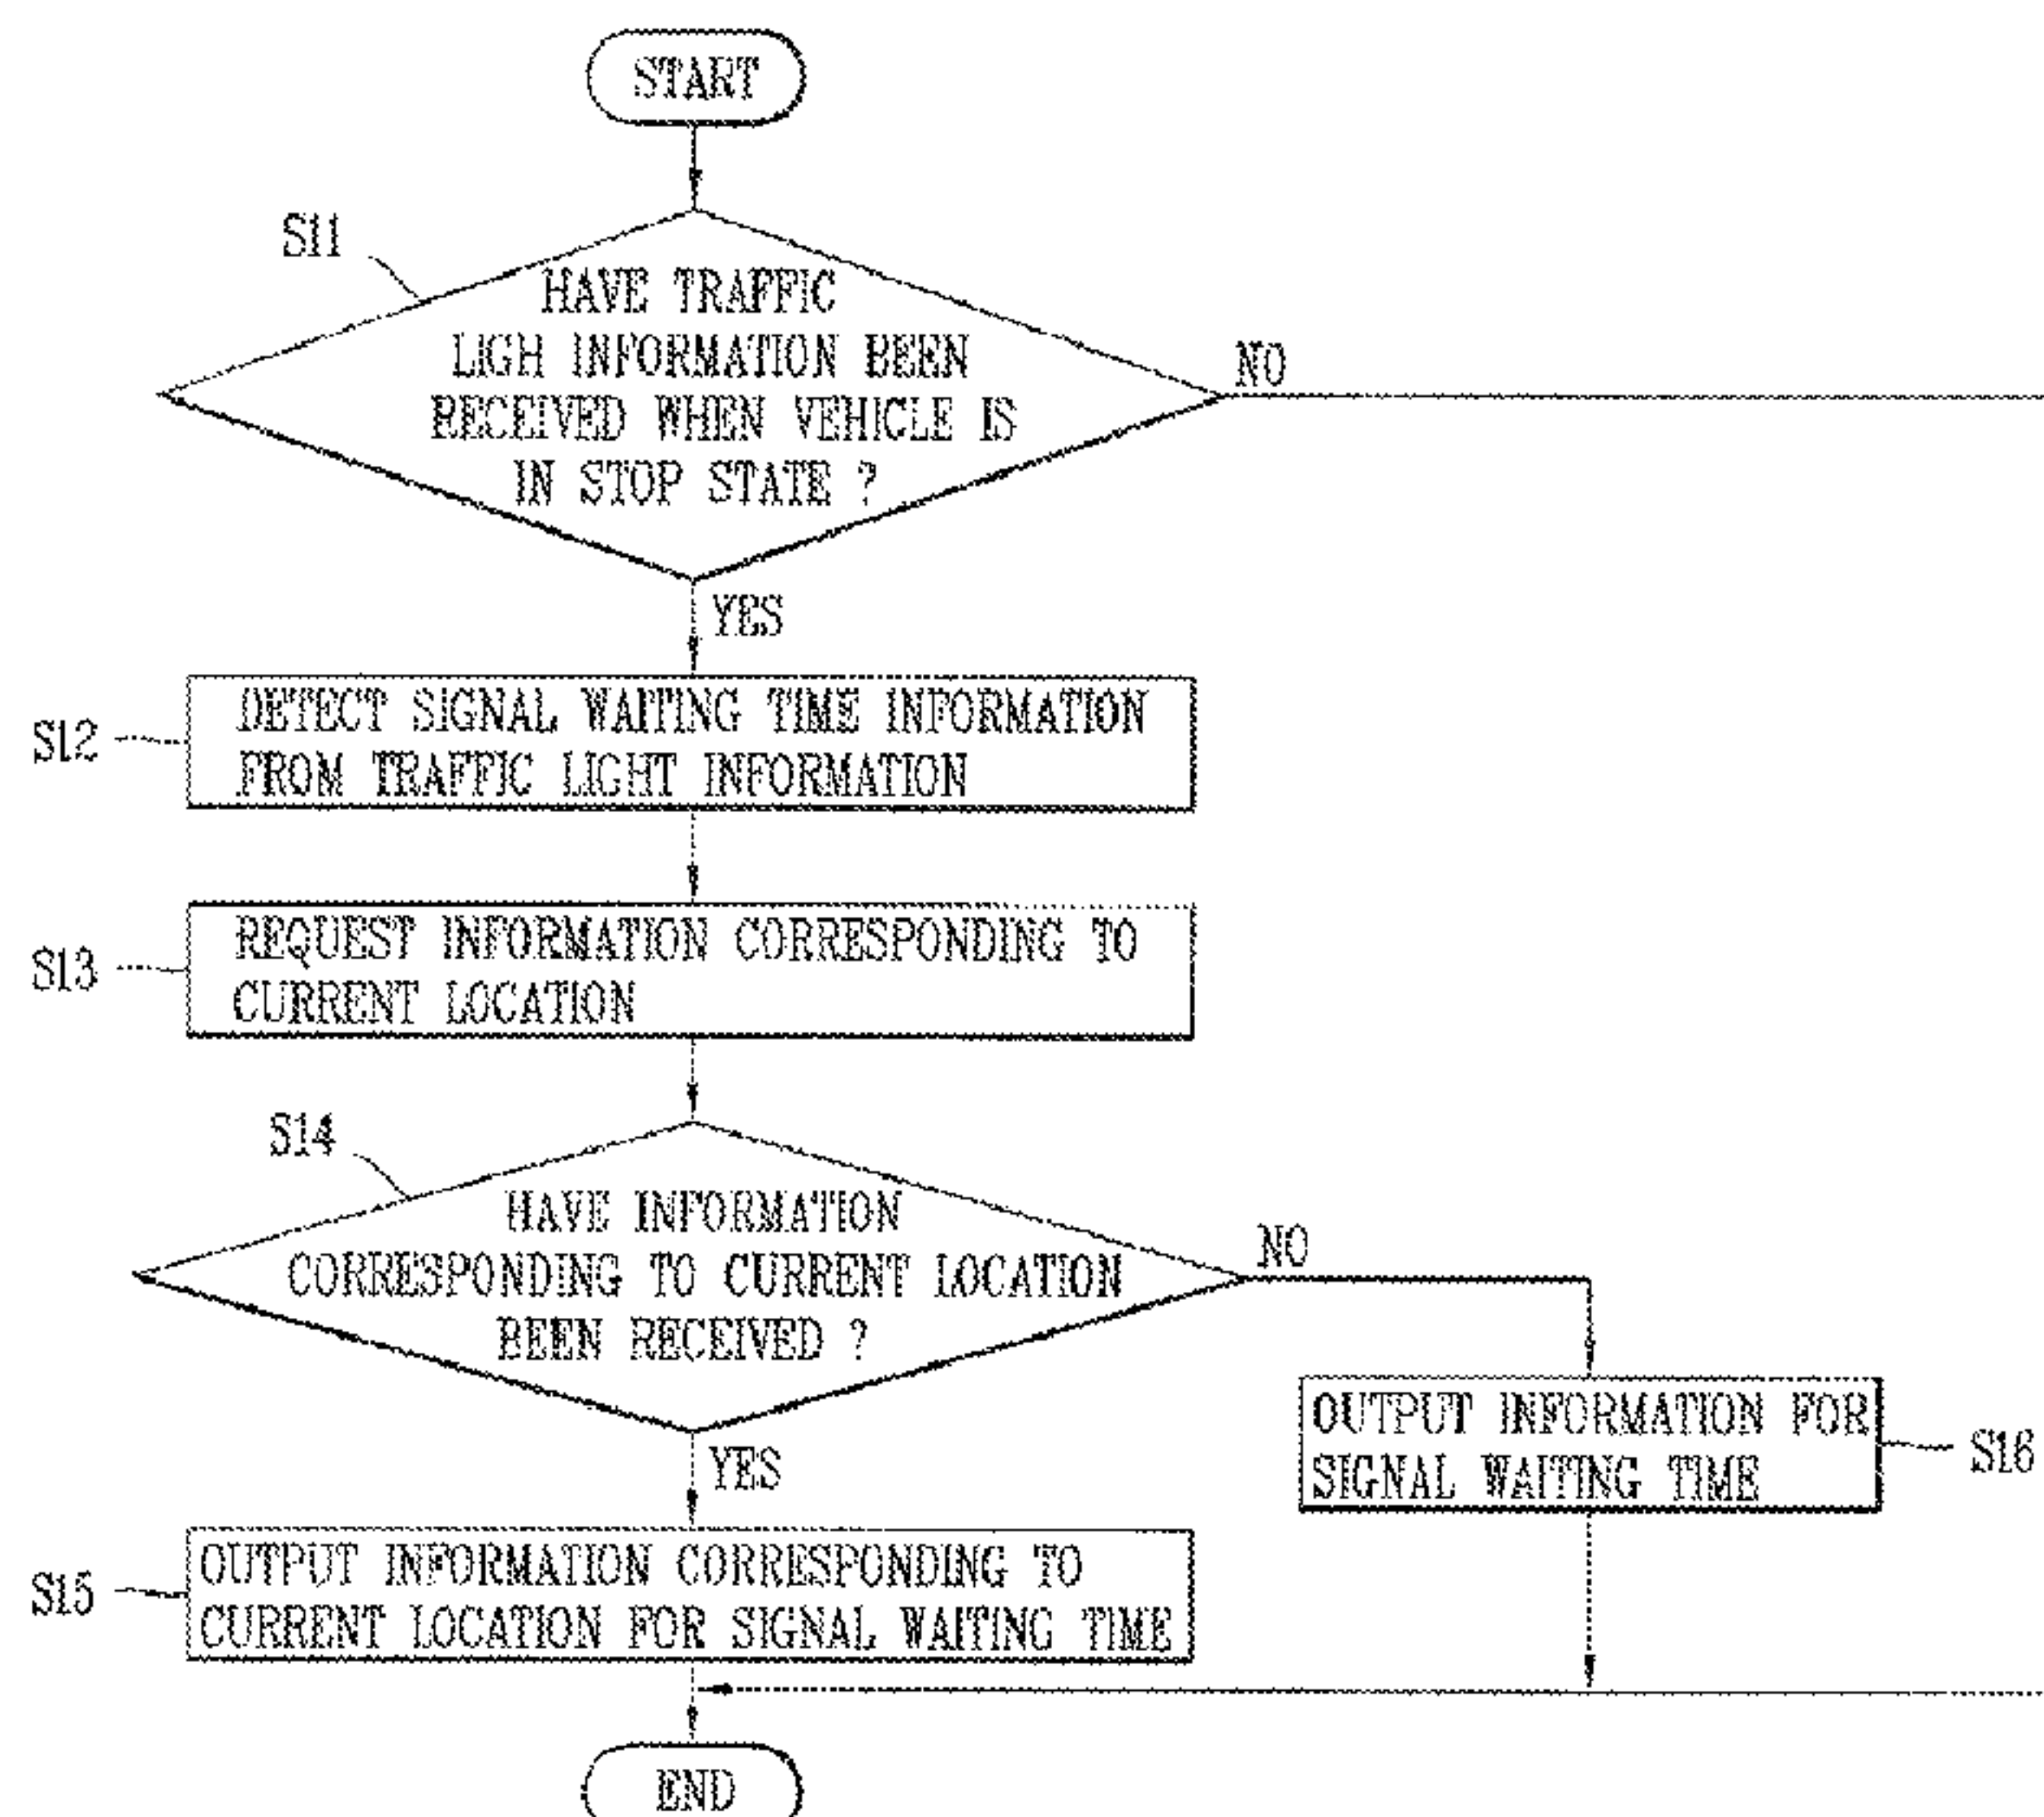 START
S11
HAVE TRAFFIC
LIGH INFORMATION BEEN
RECEIVED WHEN VEHICLE IS
IN STOP STATE ?
NO
YES
S12
DETECT SIGNAL WAITING TIME INFORMATION
FROM TRAFFIC LIGHT INFORMATION
S13
REQUEST INFORMATION CORRESPONDING TO
CURRENT LOCATION
S14
HAVE INFORMATION
CORRESPONDING TO CURRENT LOCATION
BEEN RECEIVED ?
NO
YES
OUTPUT INFORMATION FOR
SIGNAL WAITING TIME
S16
S15
OUTPUT INFORMATION CORRESPONDING TO
CURRENT LOCATION FOR SIGNAL WAITING TIME
END